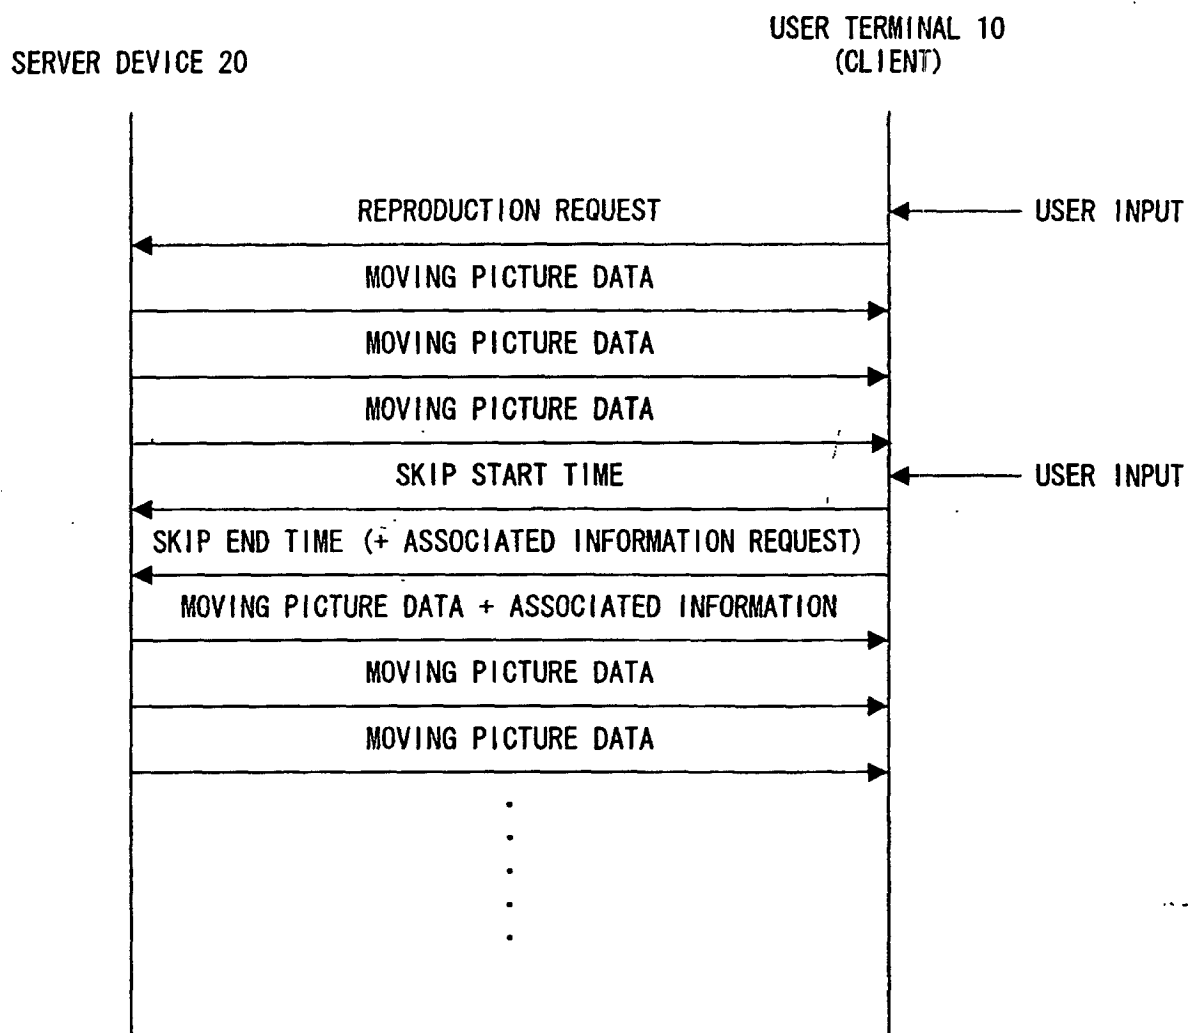 USER TERMINAL 10
(CLIENT)
SERVER DEVICE 20
REPRODUCTION REQUEST
USER INPUT
MOVING PICTURE DATA
MOVING PICTURE DATA
MOVING PICTURE DATA
SKIP START TIME
USER INPUT
SKIP END TIME (+ ASSOCIATED INFORMATION REQUEST)
MOVING PICTURE DATA + ASSOCIATED INFORMATION
MOVING PICTURE DATA
MOVING PICTURE DATA